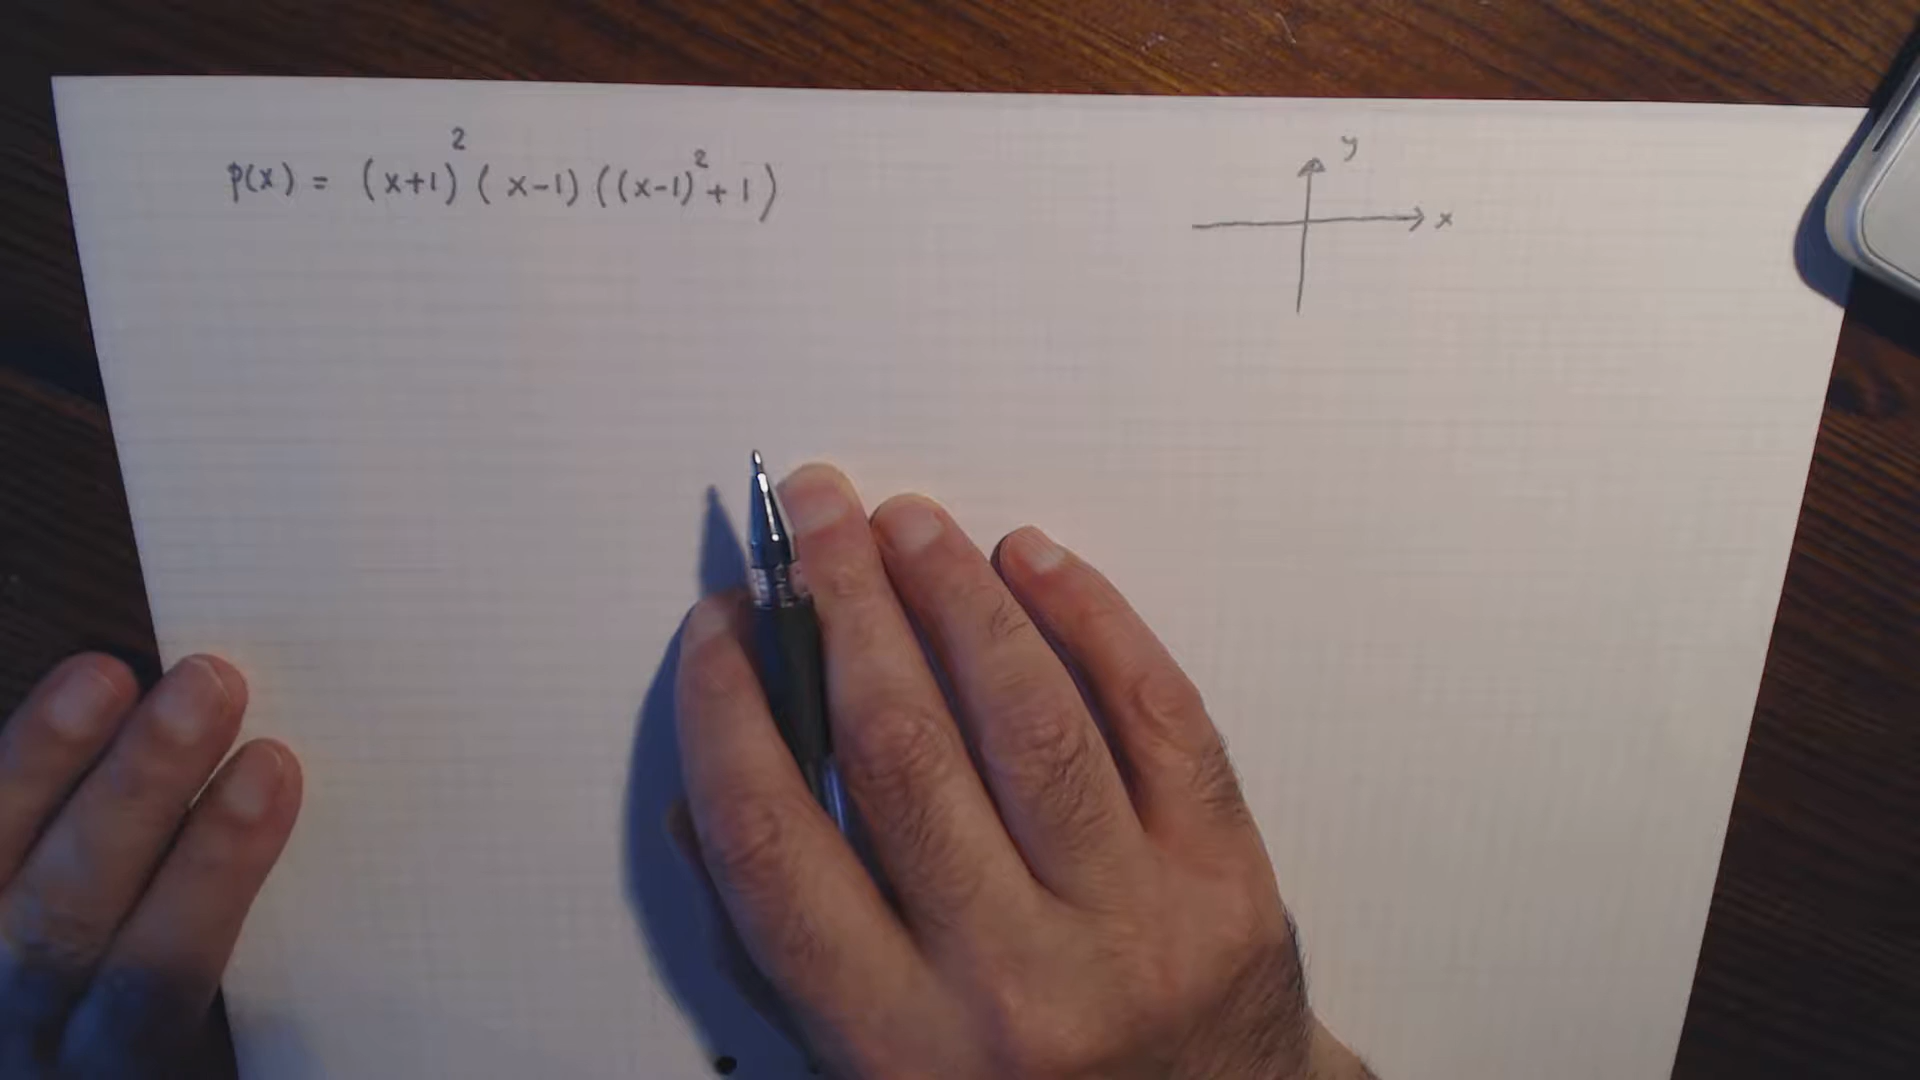 p(x) = (x+1)² (x-1) ((x-1)²+1)
y
x